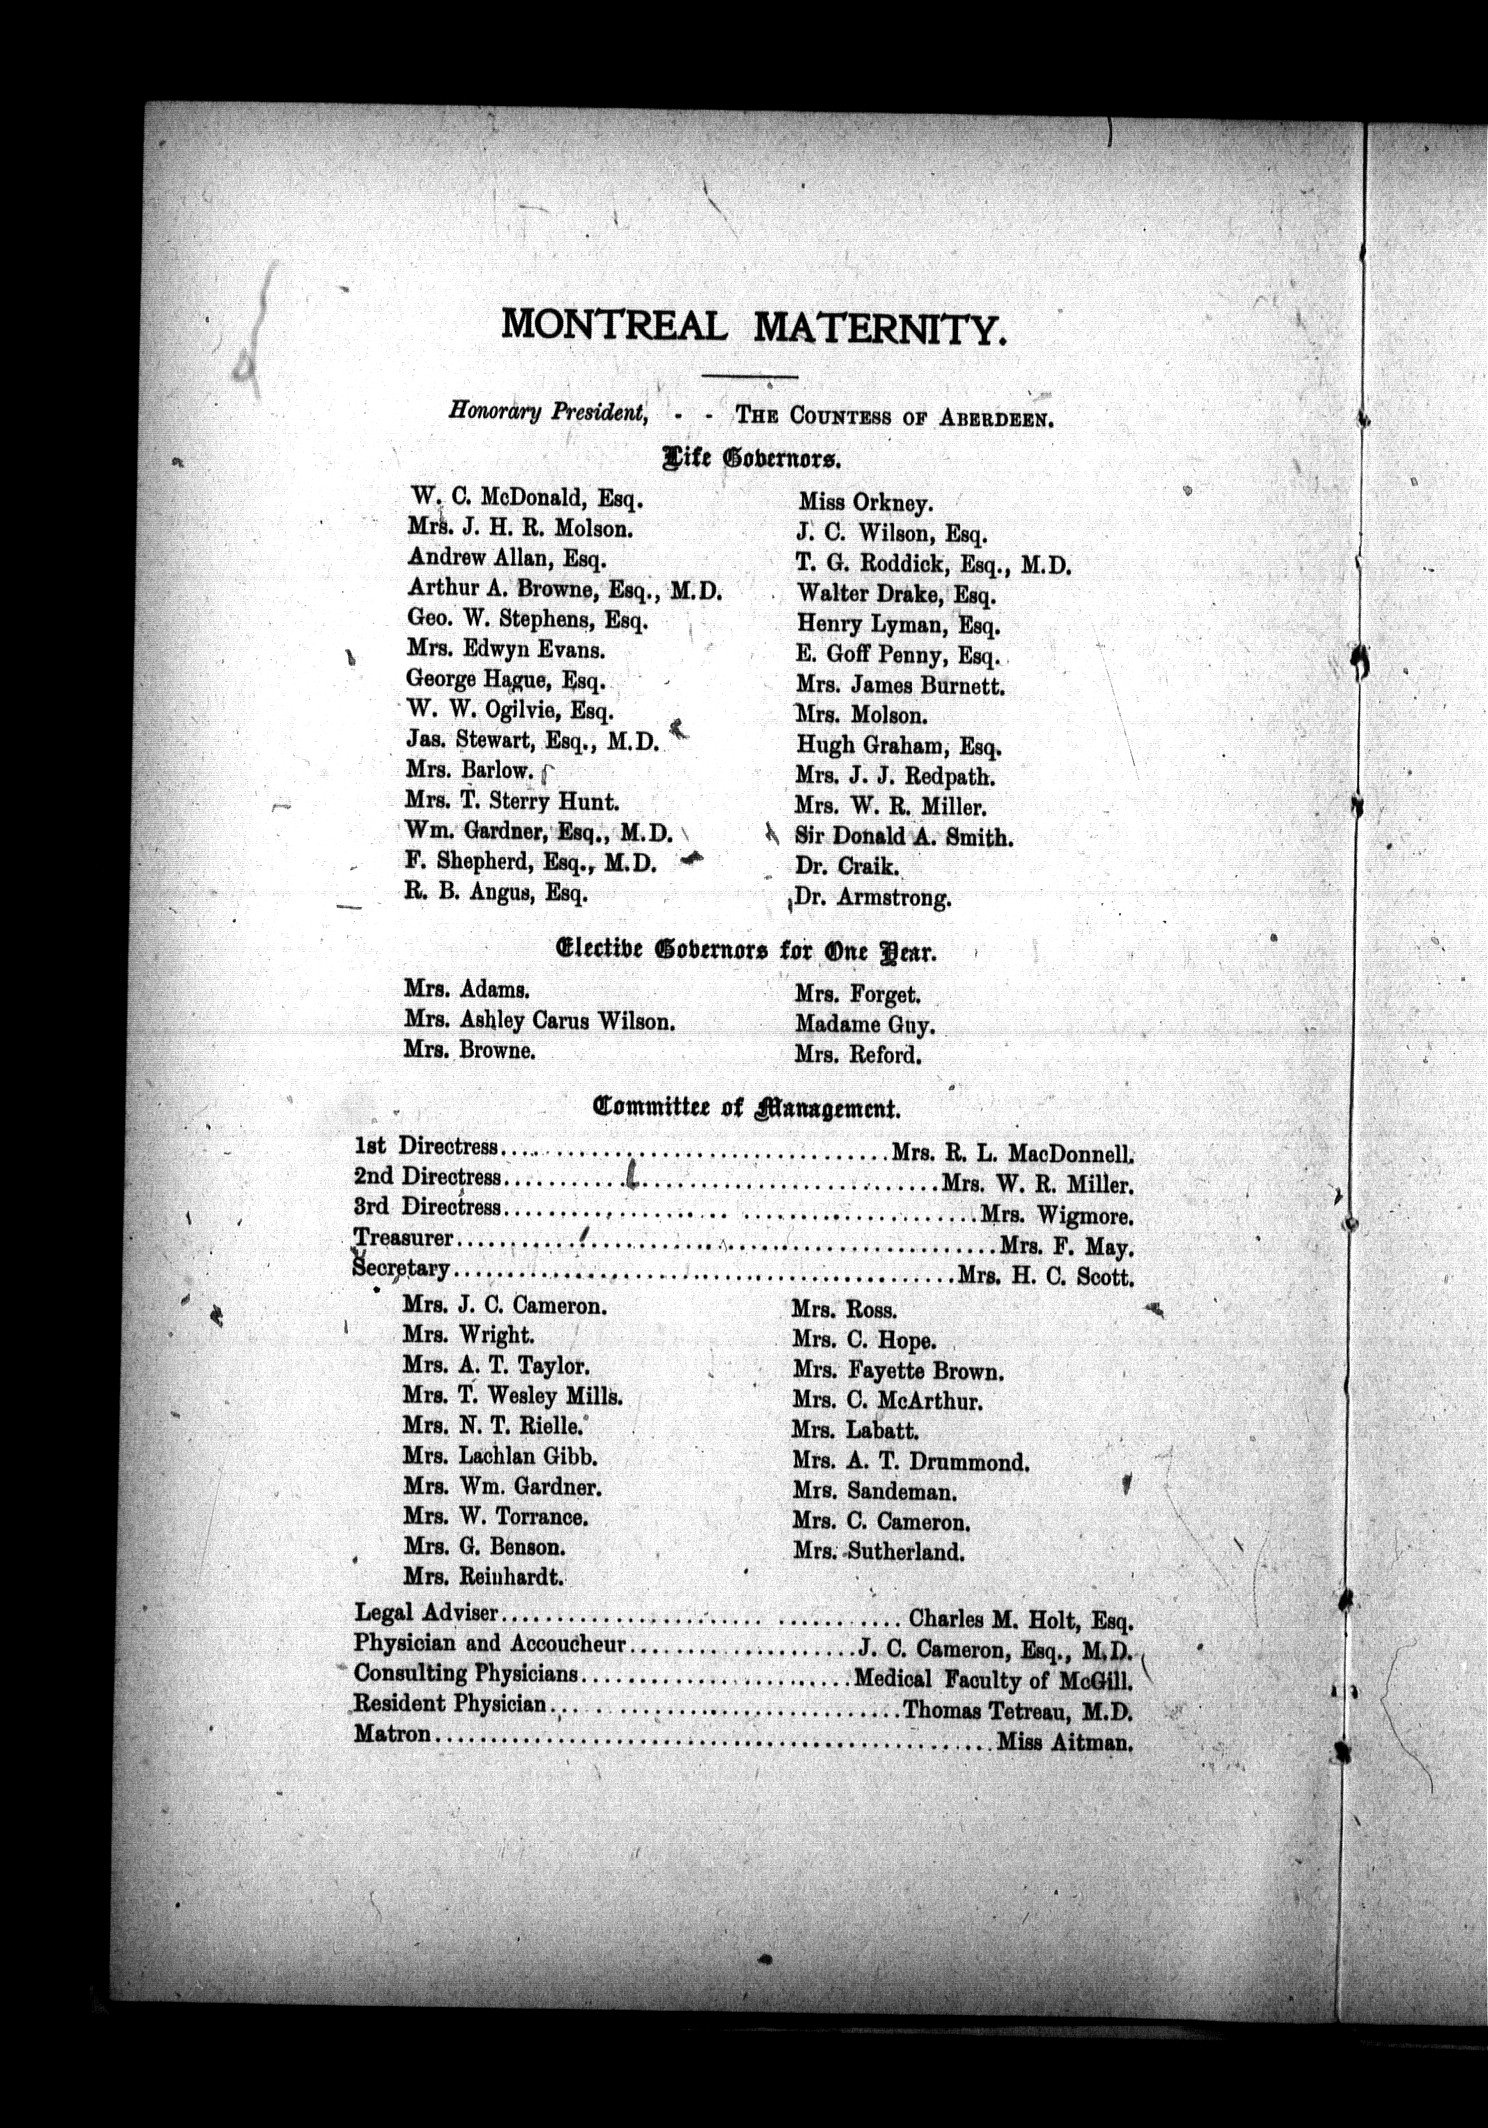 MONTREAL MATERNITY.
Honorary President, - - THE COUNTESS OF ABERDEEN.
Life Governors.
W. C. McDonald, Esq.
Mrs. J. H. R. Molson.
Andrew Allan, Esq.
Arthur A. Browne, Esq., M.D.
Geo. W. Stephens, Esq.
Mrs. Edwyn Evans.
George Hague, Esq.
W. W. Ogilvie, Esq.
Jas. Stewart, Esq., M.D.
Mrs. Barlow.
Mrs. T. Sterry Hunt.
Wm. Gardner, Esq., M.D.
F. Shepherd, Esq., M.D.
R. B. Angus, Esq.
Miss Orkney.
J. C. Wilson, Esq.
T. G. Roddick, Esq., M.D.
Walter Drake, Esq.
Henry Lyman, Esq.
E. Goff Penny, Esq.
Mrs. James Burnett.
Mrs. Molson.
Hugh Graham, Esq.
Mrs. J. J. Redpath.
Mrs. W. R. Miller.
Sir Donald A. Smith.
Dr. Craik.
Dr. Armstrong.
Elective Governors for One Year.
Mrs. Adams.
Mrs. Ashley Carus Wilson.
Mrs. Browne.
Mrs. Forget.
Madame Guy.
Mrs. Reford.
Committee of Management.
1st Directress........................................Mrs. R. L. MacDonnell.
2nd Directress........................................Mrs. W. R. Miller.
3rd Directress........................................Mrs. Wigmore.
Treasurer........................................Mrs. F. May.
Secretary........................................Mrs. H. C. Scott.
Mrs. J. C. Cameron.
Mrs. Wright.
Mrs. A. T. Taylor.
Mrs. T. Wesley Mills.
Mrs. N. T. Rielle.
Mrs. Lachlan Gibb.
Mrs. Wm. Gardner.
Mrs. W. Torrance.
Mrs. G. Benson.
Mrs. Reinhardt.
Mrs. Ross.
Mrs. C. Hope.
Mrs. Fayette Brown.
Mrs. C. McArthur.
Mrs. Labatt.
Mrs. A. T. Drummond.
Mrs. Sandeman.
Mrs. C. Cameron.
Mrs. Sutherland.
Legal Adviser........................................Charles M. Holt, Esq.
Physician and Accoucheur....................J. C. Cameron, Esq., M.D.
Consulting Physicians........................Medical Faculty of McGill.
Resident Physician................................Thomas Tetreau, M.D.
Matron........................................Miss Aitman.